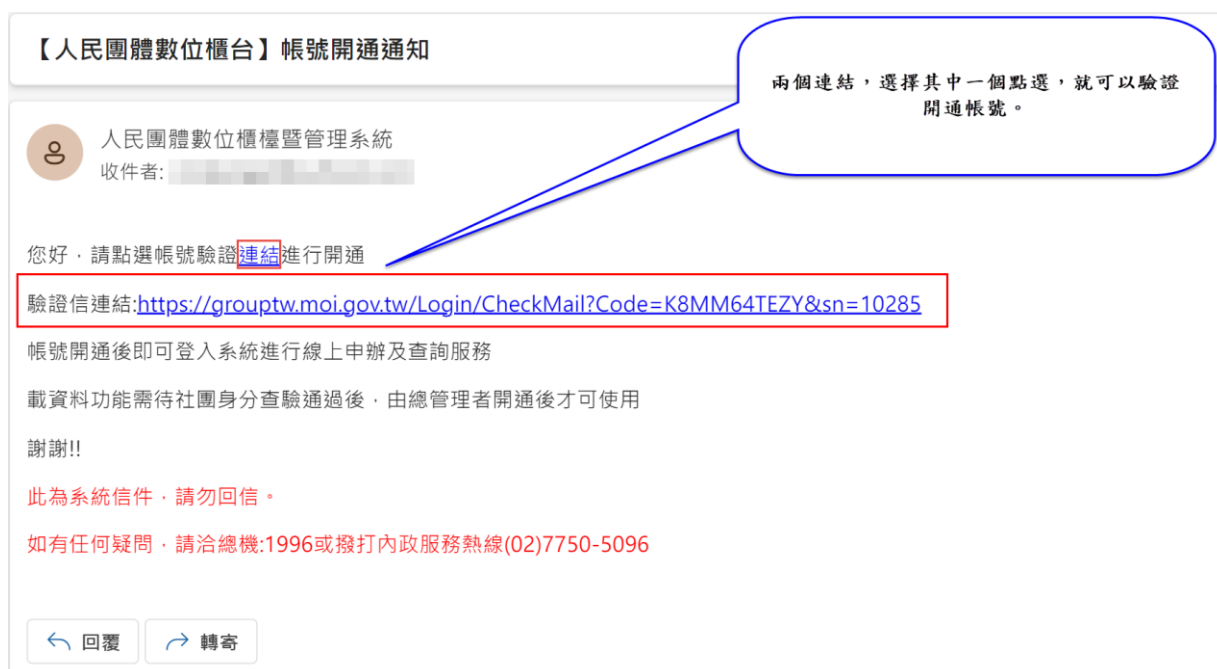 【人民團體數位櫃台】帳號開通通知
兩個連結，選擇其中一個點選，就可以驗證
開通帳號。
人民團體數位櫃檯暨管理系統
收件者:
您好，請點選帳號驗證連結進行開通
驗證信連結:https://grouptw.moi.gov.tw/Login/CheckMail?Code=K8MM64TEZY&sn=10285
帳號開通後即可登入系統進行線上申辦及查詢服務
載資料功能需待社團身分查驗通過後，由總管理者開通後才可使用
謝謝!!
此為系統信件，請勿回信。
如有任何疑問，請洽總機:1996或撥打內政服務熱線(02)7750-5096
回覆
轉寄